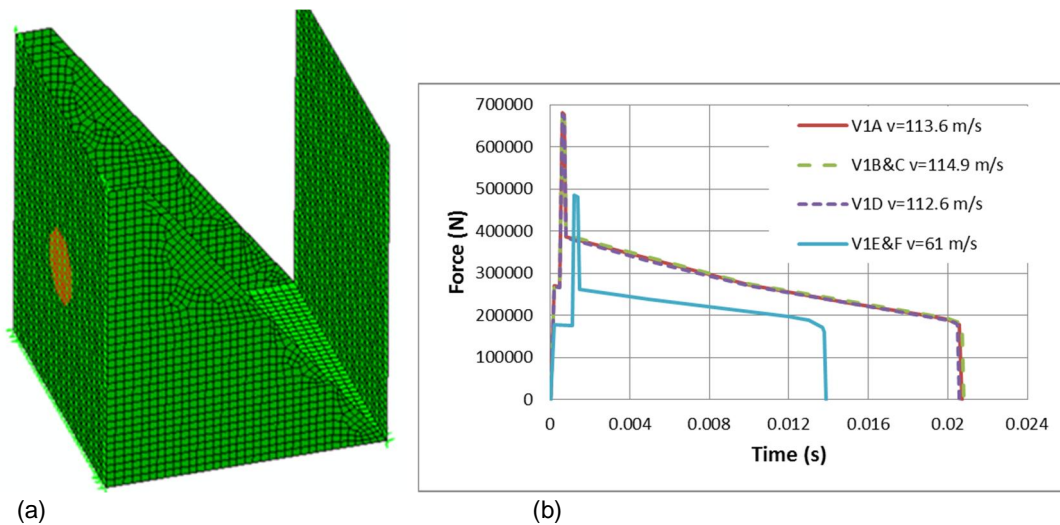 700000
600000
500000
400000
300000
200000
100000
0
Force (N)
V1A v=113.6 m/s
V1B&C v=114.9 m/s
V1D v=112.6 m/s
V1E&F v=61 m/s
0 0.004 0.008 0.012 0.016 0.02 0.024
Time (s)
(a) (b)